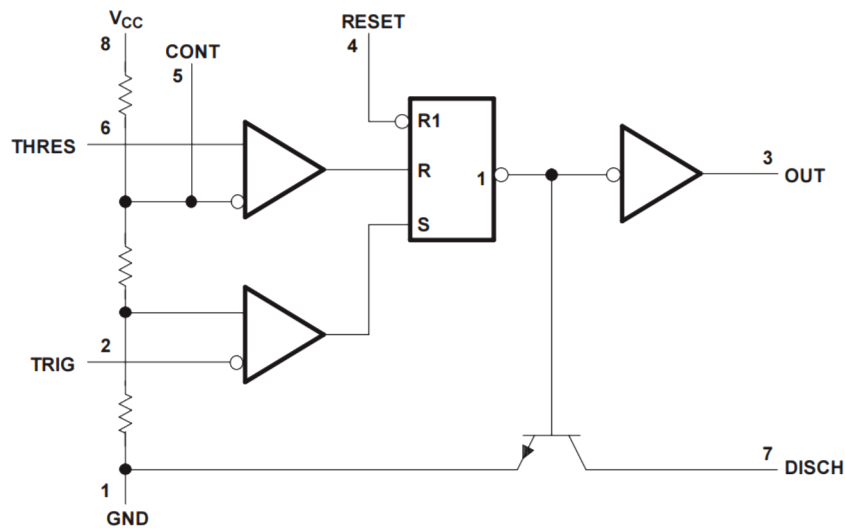 VCC
8
CONT
5
RESET
4
6
THRES
R1
R
1
3
OUT
S
2
TRIG
7
DISCH
1
GND